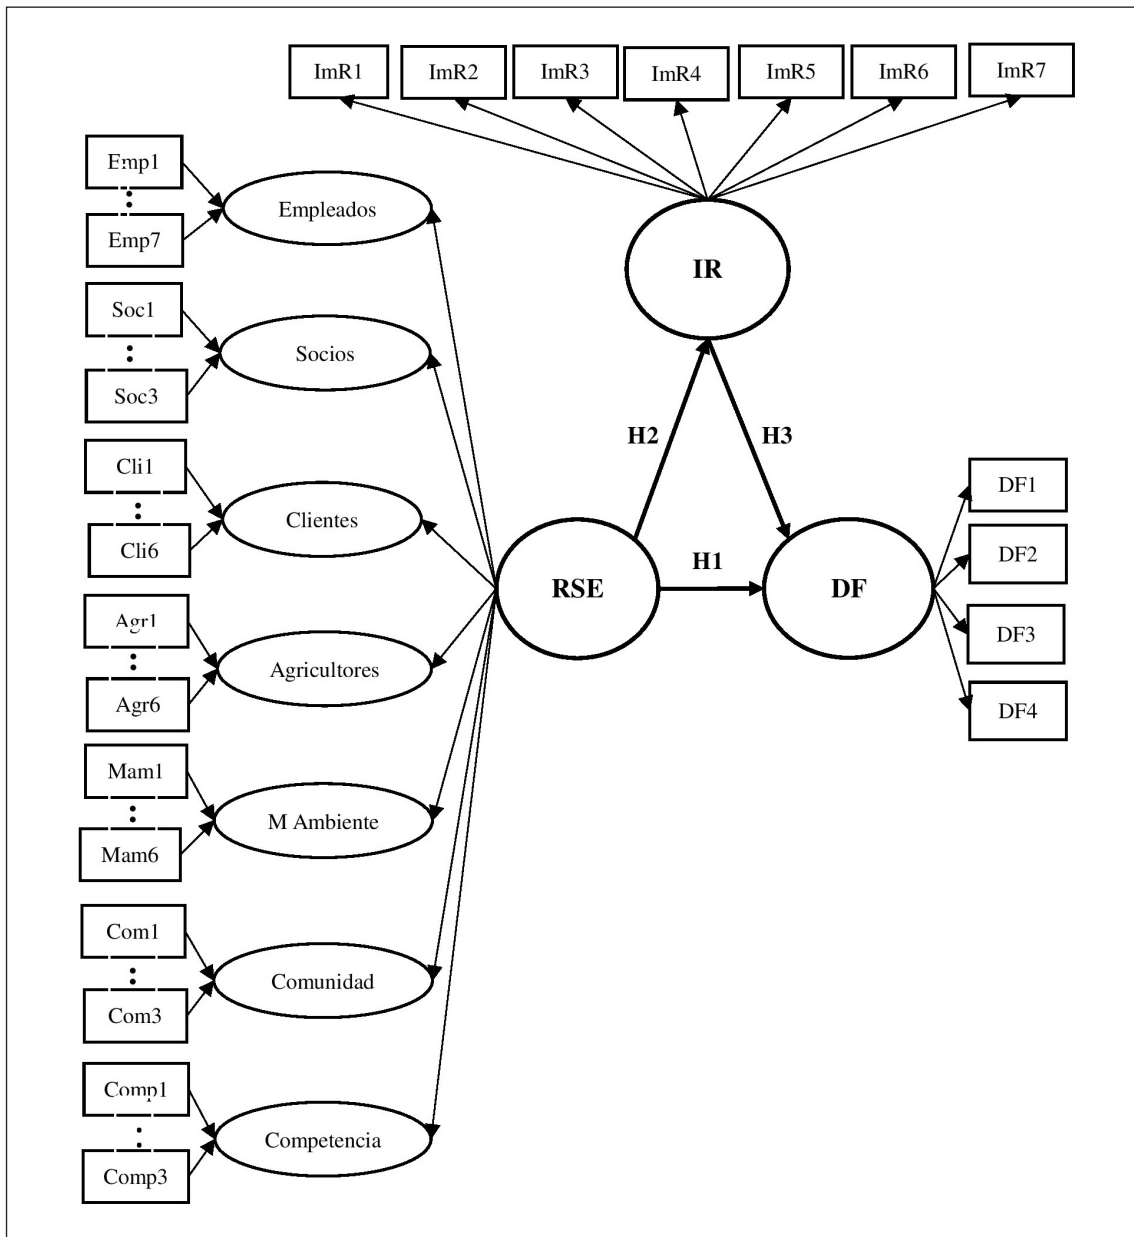 ImR1
ImR2
ImR3
ImR4
ImR5
ImR6
ImR7
Emp1
Emp7
Empleados
IR
Soc1
Soc3
Socios
H2
H3
Cli1
Cli6
Clientes
DF1
DF2
DF3
DF4
RSE
H1
DF
Agr1
Agr6
Agricultores
Mam1
Mam6
M Ambiente
Com1
Com3
Comunidad
Comp1
Comp3
Competencia